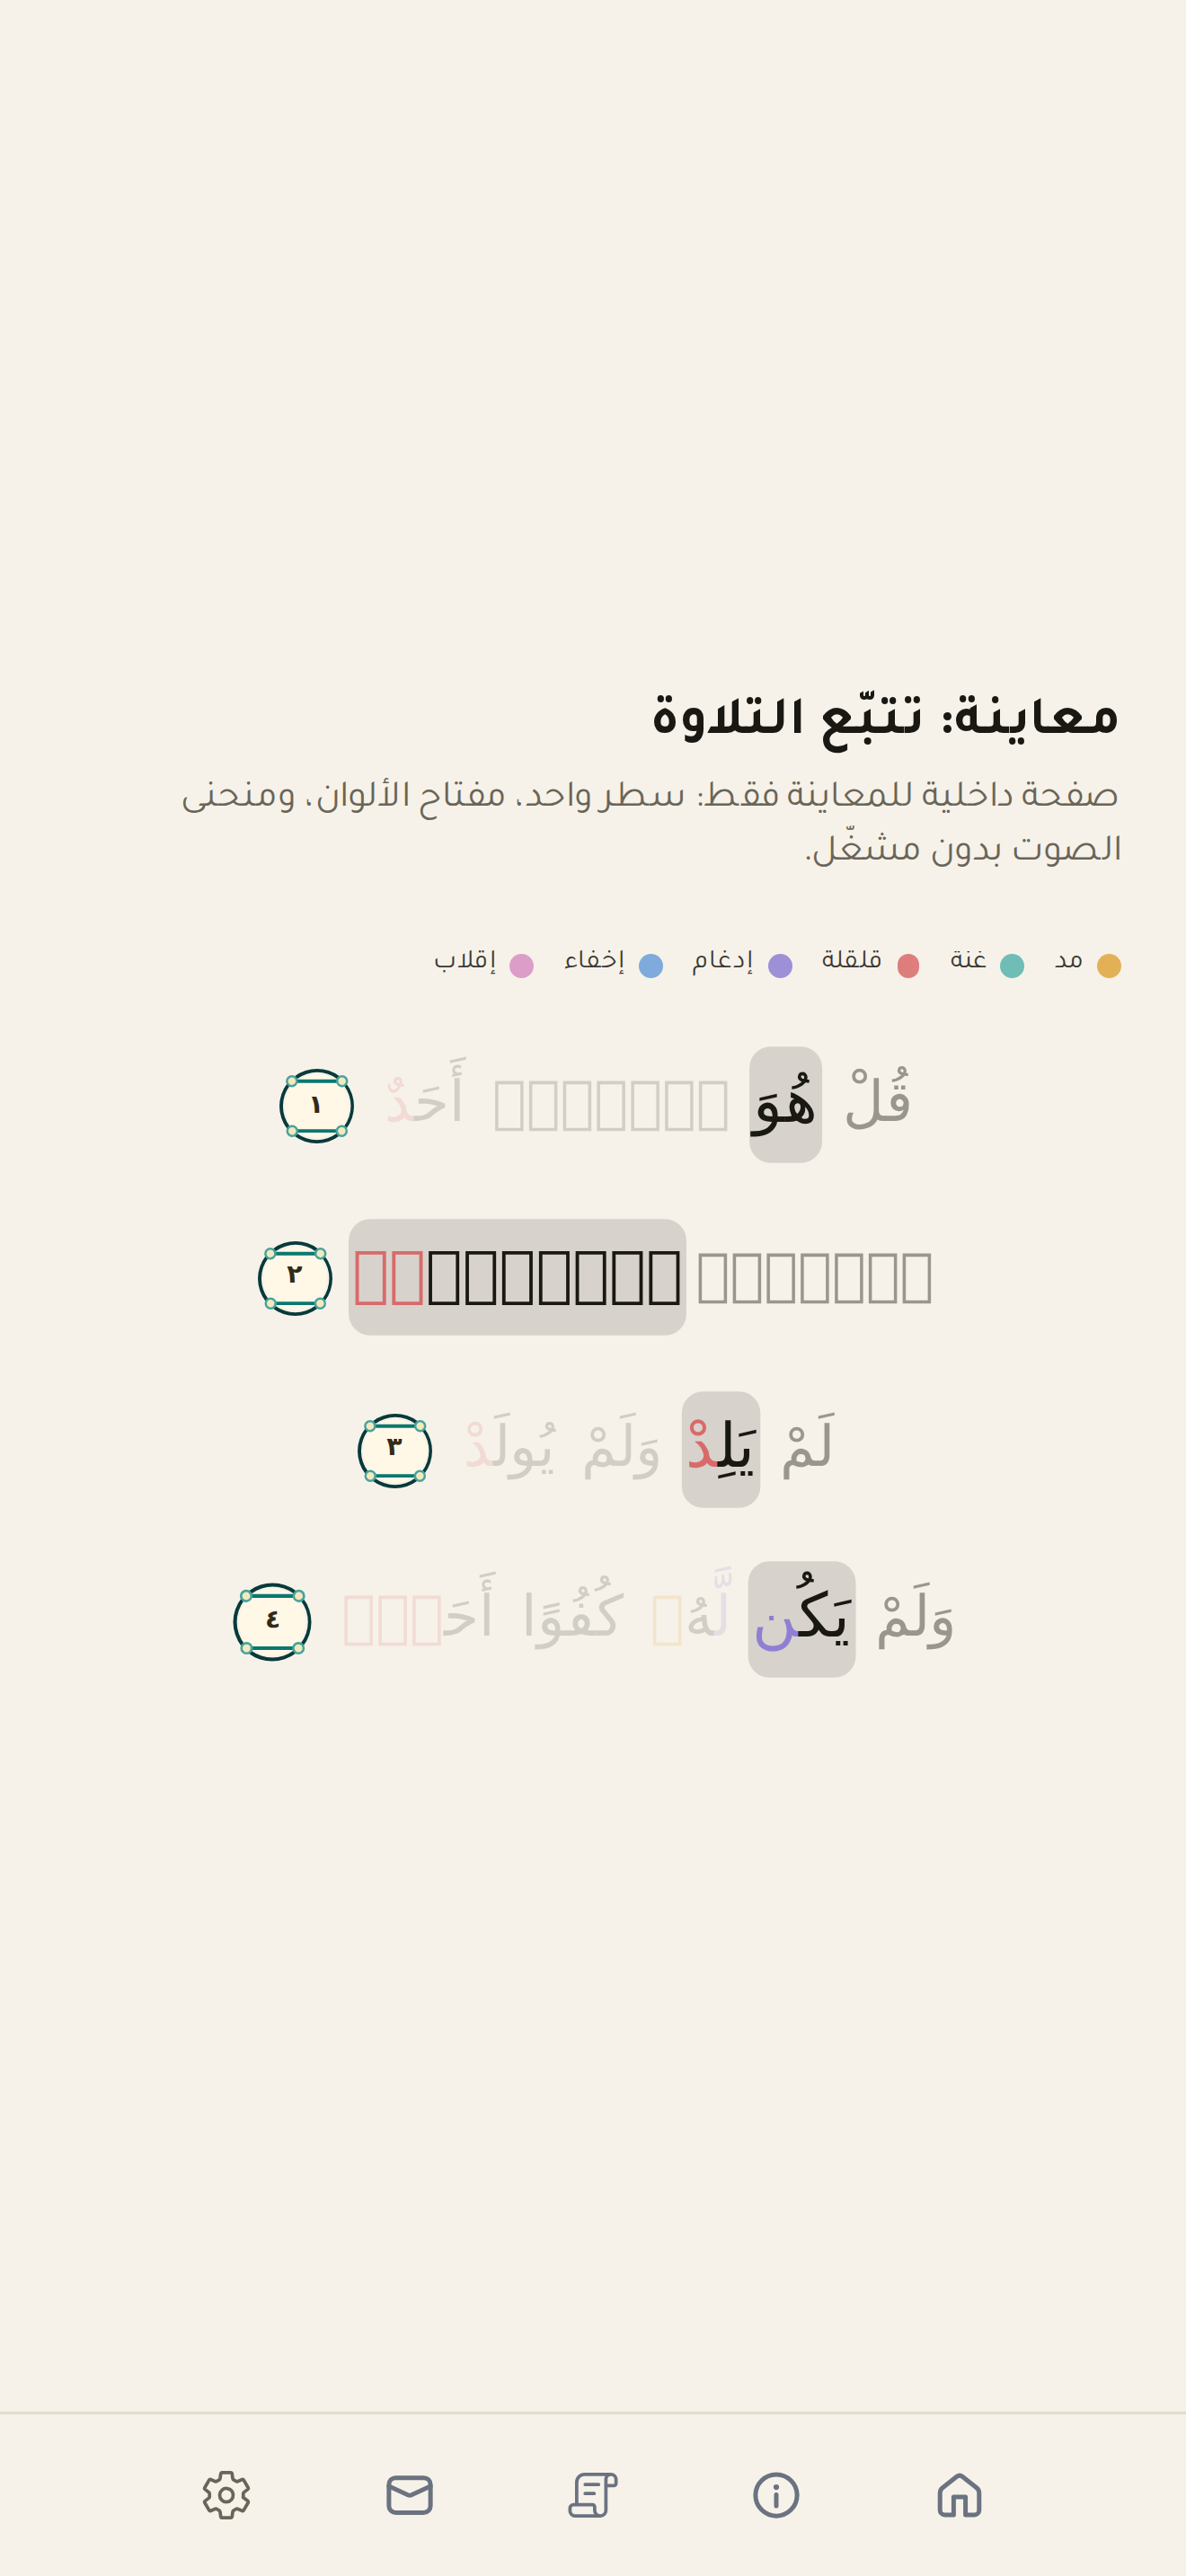 معاينة: تتبّع التلاوة
صفحة داخلية للمعاينة فقط: سطر واحد، مفتاح الألوان، ومنحنى
الصوت بدون مشغّل.
مد غنة قلقلة إدغام إخفاء إقلاب
قُلْ هُوَ أَحَدٌ ١
٢
لَمْ يَلِدْ وَلَمْ يُولَدْ ٣
وَلَمْ يَكُن لَّهُ كُفُوًا ٤